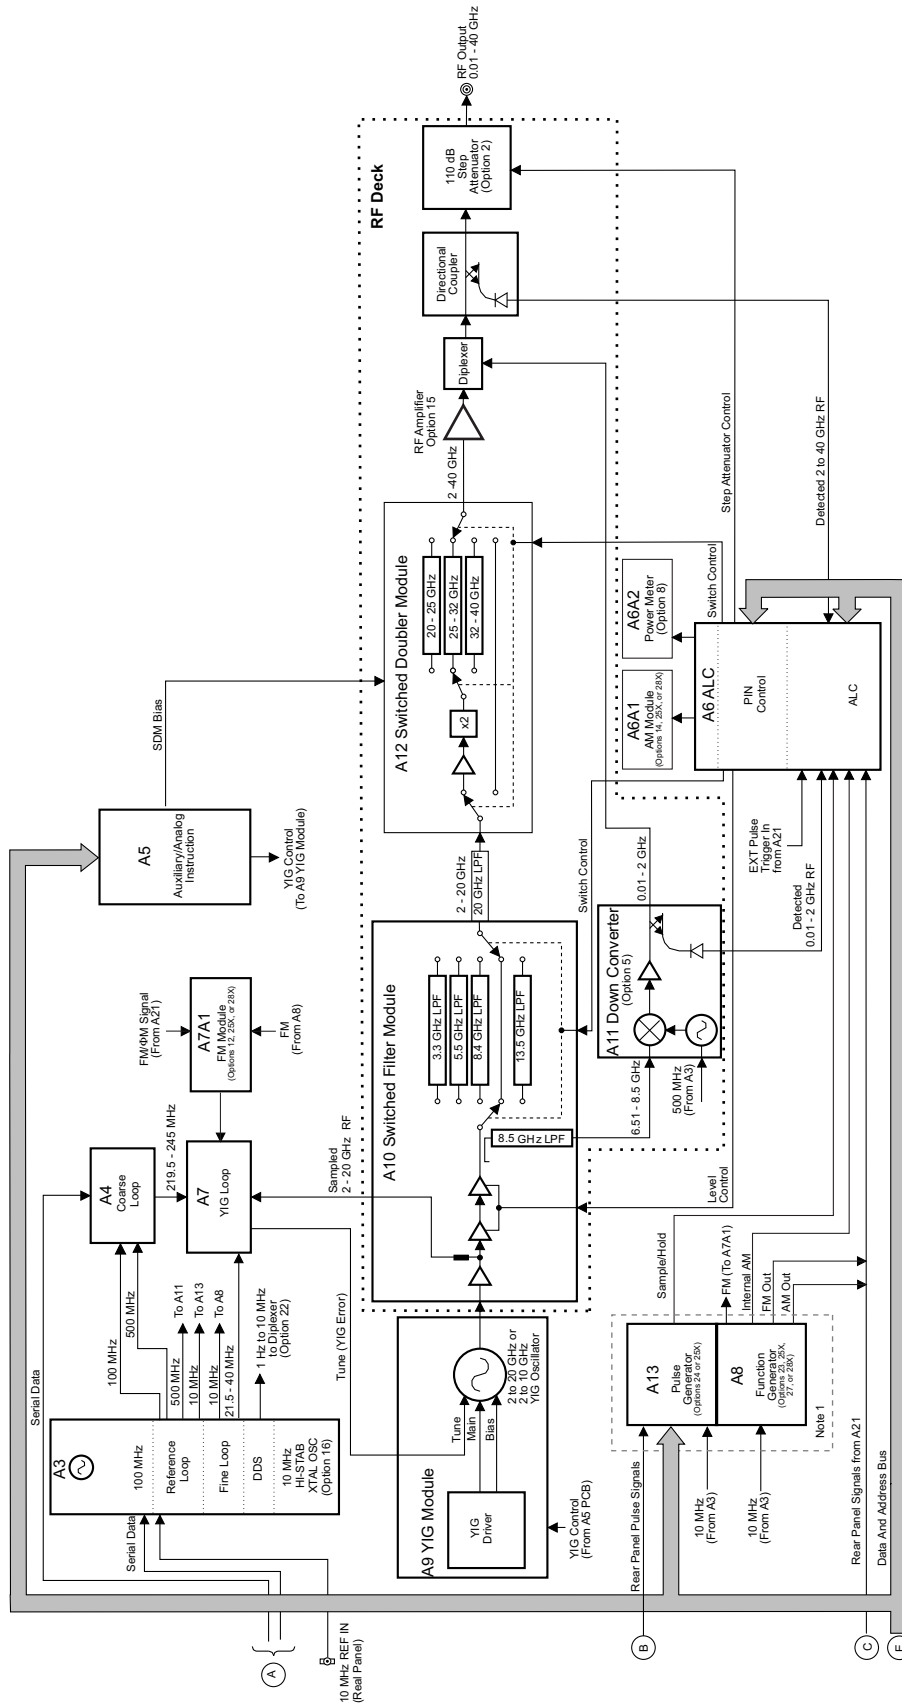 A3
100 MHz
Reference
Loop
Fine Loop
DDS
10 MHz
HI-STAB
XTAL OSC
(Option 16)
Serial Data
Serial Data
A
10 MHz REF IN
(Real Panel)
100 MHz
500 MHz
500 MHz
To A11
10 MHz
To A13
10 MHz
To A8
21.5 - 40 MHz
1 Hz to 10 MHz
to Diplexer
(Option 22)
A4
Coarse
Loop
219.5 - 245 MHz
A7
YIG Loop
FM/ΦM Signal
(From A21)
A7A1
FM Module
(Options 12, 25X, or 28X)
FM
(From A8)
A5
Auxiliary/Analog
Instruction
SDM Bias
YIG Control
(To A9 YIG Module)
Tune (YIG Error)
Sampled
2 - 20 GHz RF
A9 YIG Module
YIG
Driver
Tune
Main
Bias
2 to 20 GHz or
2 to 10 GHz
YIG Oscillator
YIG Control
(From A5 PCB)
RF Deck
A10 Switched Filter Module
3.3 GHz LPF
5.5 GHz LPF
8.4 GHz LPF
13.5 GHz LPF
8.5 GHz LPF
2 - 20 GHz
20 GHz LPF
A12 Switched Doubler Module
x2
20 - 25 GHz
25 - 32 GHz
32 - 40 GHz
2 -40 GHz
RF Amplifier
Option 15
Diplexer
Directional
Coupler
110 dB
Step
Attenuator
(Option 2)
RF Output
0.01 - 40 GHz
Switch Control
Level
Control
6.51 - 8.5 GHz
500 MHz
(From A3)
A11 Down Converter
(Option 5)
0.01 - 2 GHz
Detected
0.01 - 2 GHz RF
EXT Pulse
Trigger In
from A21
A6A1
AM Module
(Options 14, 25X, or 28X)
A6A2
Power Meter
(Option 8)
A6 ALC
PIN
Control
ALC
Switch Control
Step Attenuator Control
Detected 2 to 40 GHz RF
A13
Pulse
Generator
(Options 24 or 25X)
A8
Function
Generator
(Options 23, 25X,
27, or 28X)
Note 1
Sample/Hold
FM (To A7A1)
Internal AM
FM Out
AM Out
B
Rear Panel Pulse Signals
10 MHz
(From A3)
10 MHz
(From A3)
C
Rear Panel Signals from A21
Data And Address Bus